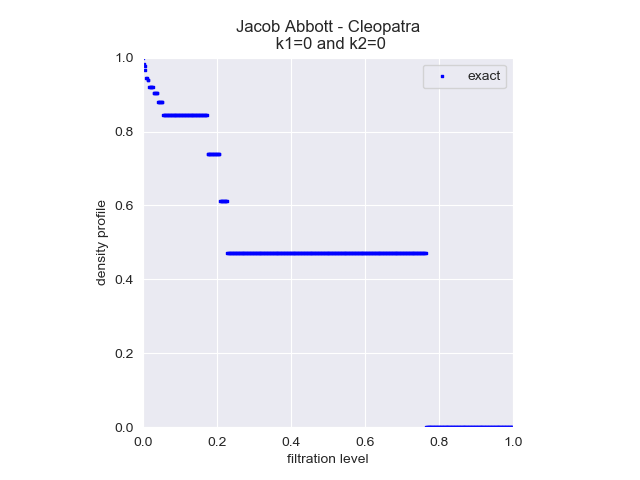 Jacob Abbott - Cleopatra
k1=0 and k2=0
exact
1.0
0.8
0.6
0.4
0.2
0.0
density profile
0.0 0.2 0.4 0.6 0.8 1.0
filtration level